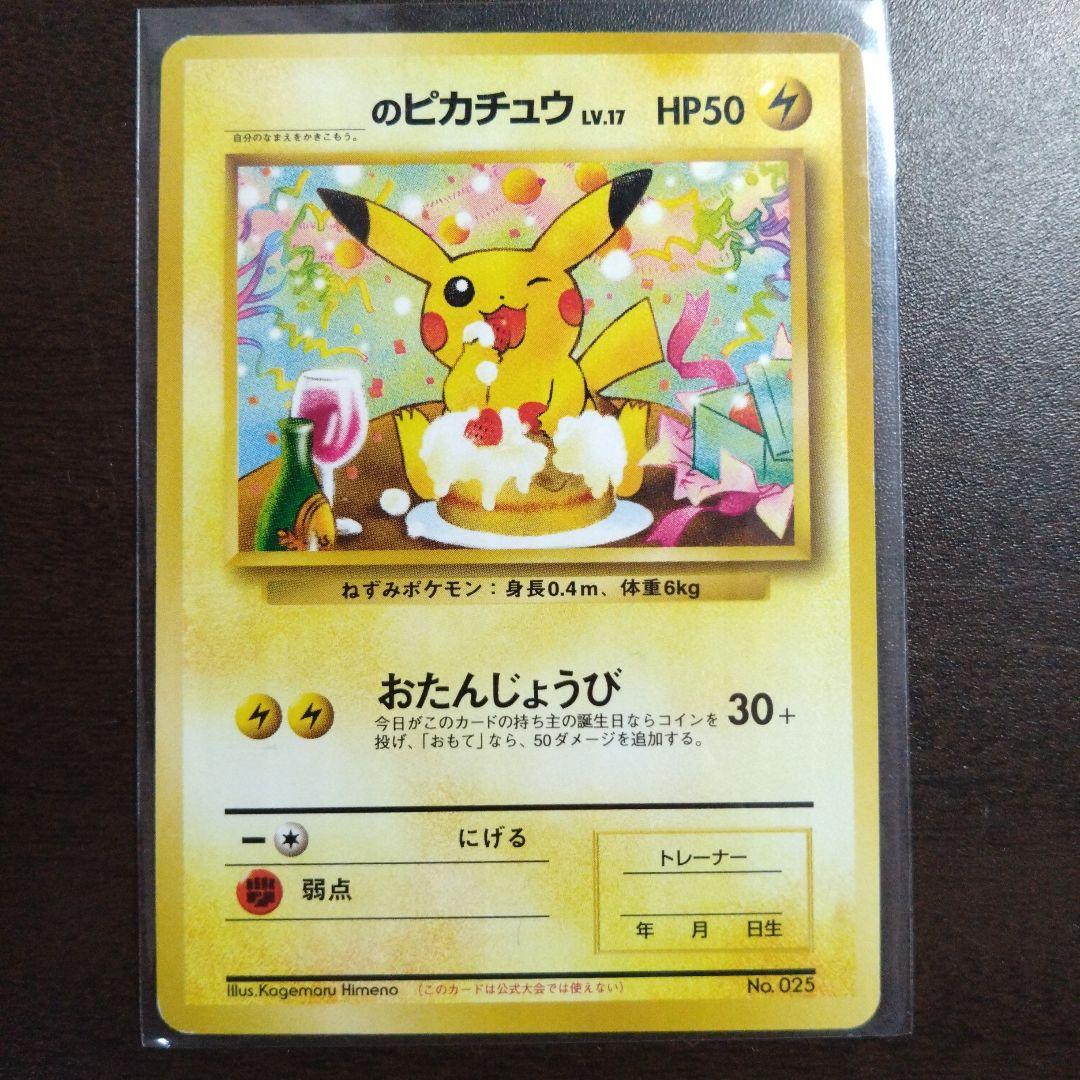 のピカチュウ LV.17 HP50
自分のなまえをかきこもう。
ねずみポケモン：身長0.4m、体重6kg
おたんじょうび 30+
今日がこのカードの持ち主の誕生日ならコインを
投げ、「おもて」なら、50ダメージを追加する。
にげる
弱点
トレーナー
年 月 日生
Illus. Kagemaru Himeno （このカードは公式大会では使えない） No. 025